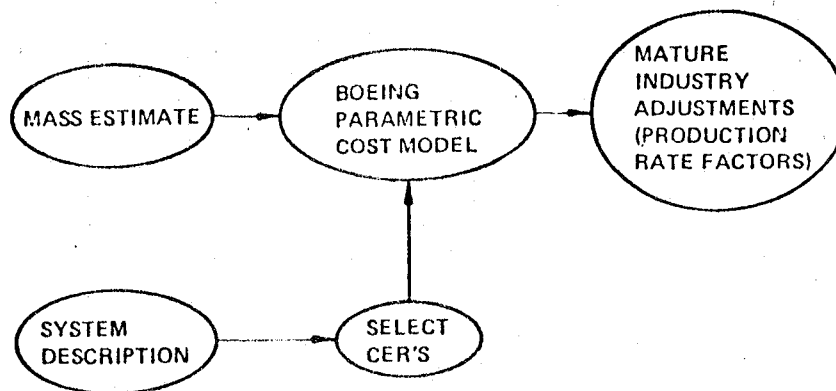 MASS ESTIMATE
BOEING
PARAMETRIC
COST MODEL
MATURE
INDUSTRY
ADJUSTMENTS
(PRODUCTION
RATE FACTORS)
SYSTEM
DESCRIPTION
SELECT
CER'S